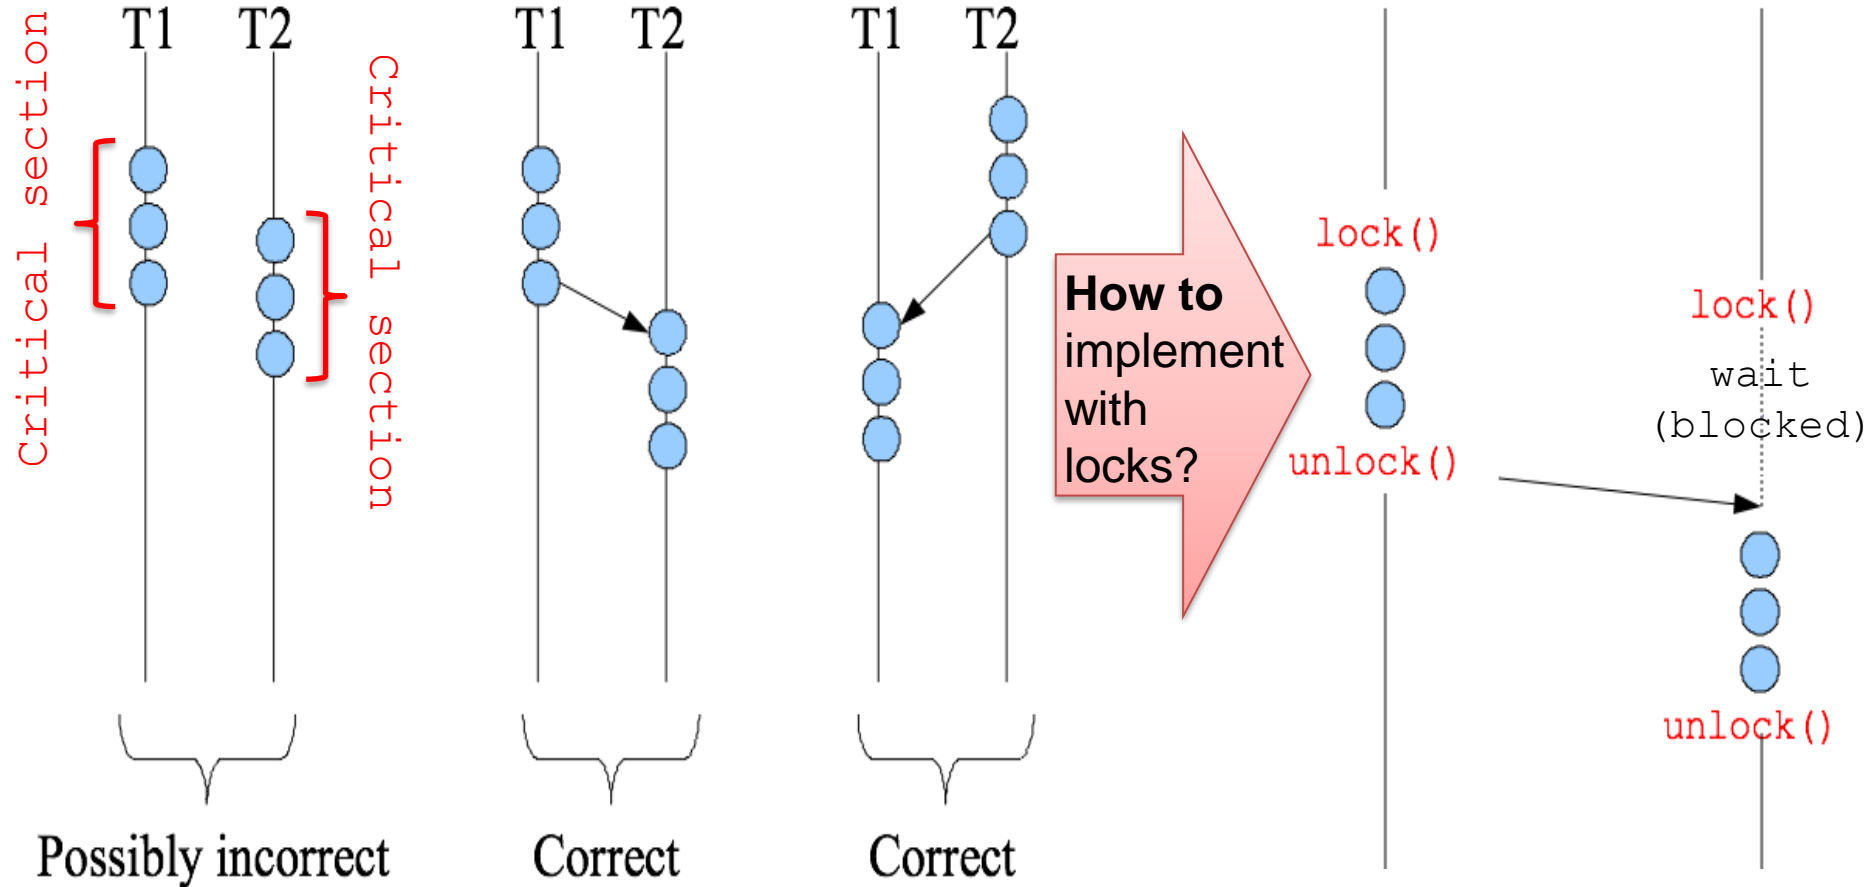 T1 T2
Critical section
Critical section
Possibly incorrect
T1 T2
Correct
T1 T2
Correct
How to
implement
with
locks?
lock()
unlock()
lock()
wait
(blocked)
unlock()